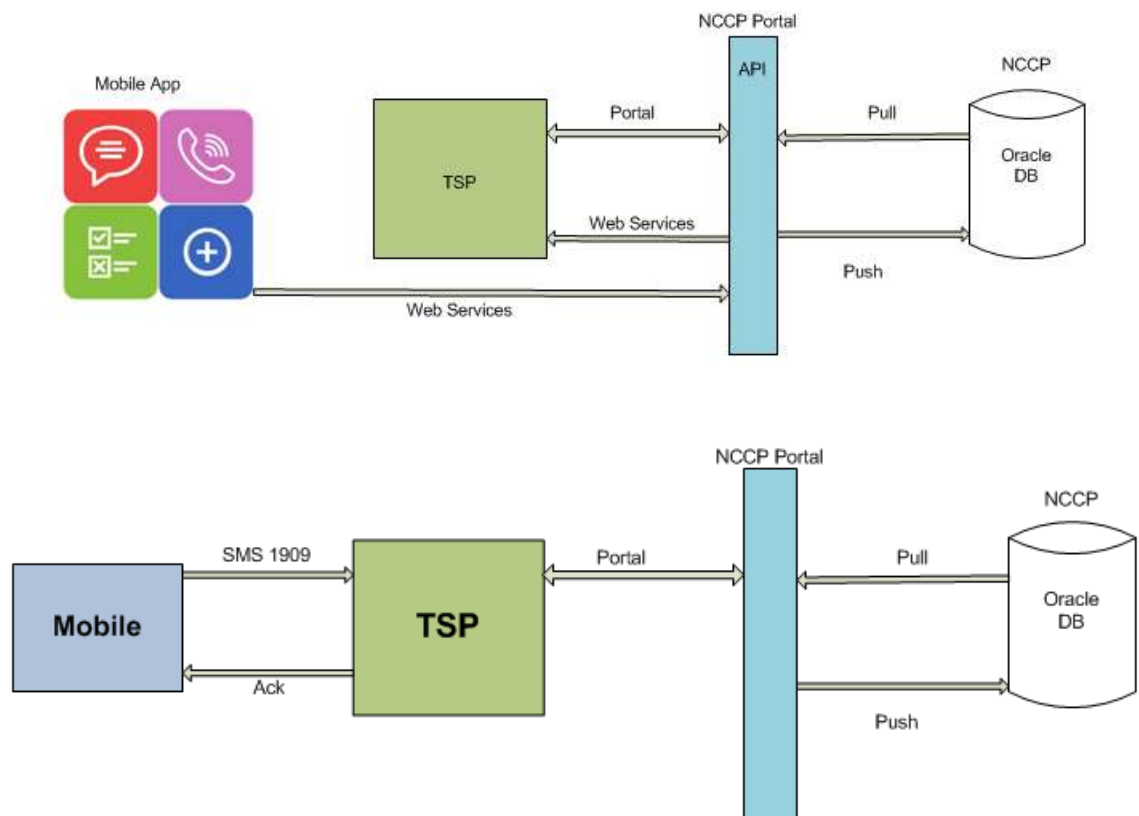 NCCP Portal
Mobile App
API
NCCP
Portal
Pull
TSP
Oracle
DB
Web Services
Push
Web Services
NCCP Portal
NCCP
SMS 1909
Portal
Pull
Mobile
TSP
Oracle
DB
Ack
Push